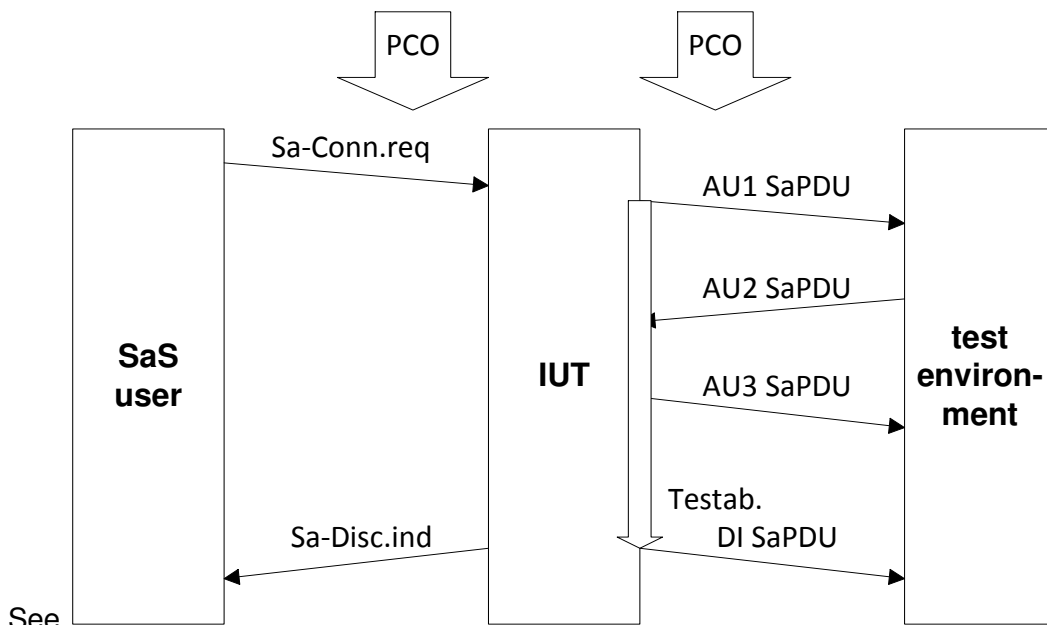 PCO
PCO
Sa-Conn.req
AU1 SaPDU
AU2 SaPDU
SaS
user
IUT
test
environ-
ment
AU3 SaPDU
Testab.
Sa-Disc.ind
DI SaPDU
See